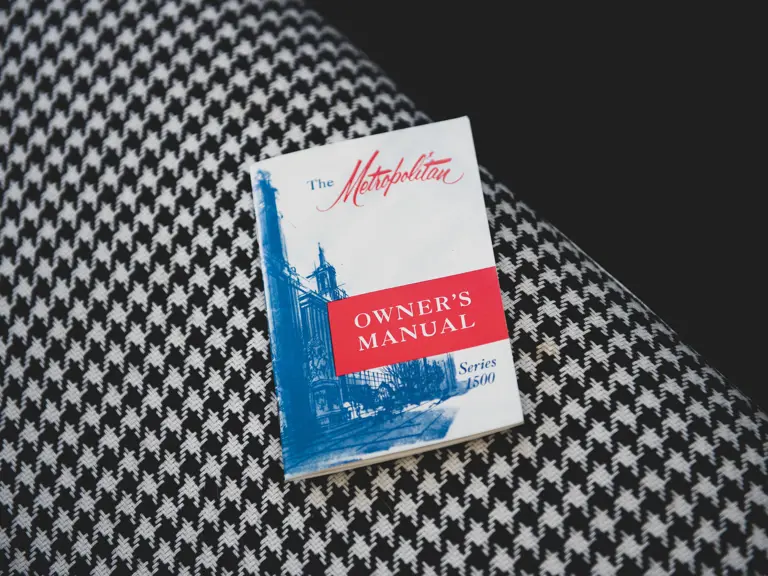 The Metropolitan
OWNER'S
MANUAL
Series
1500